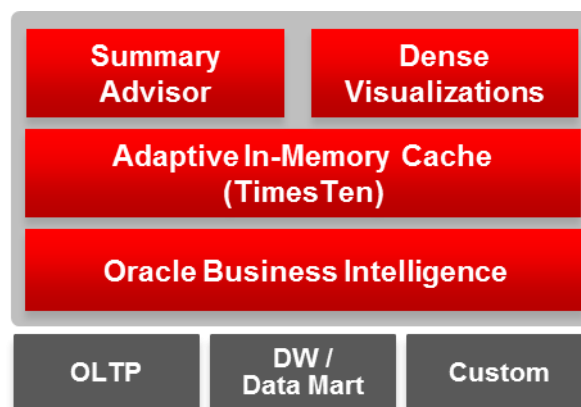 Summary
Advisor
Dense
Visualizations
Adaptive In-Memory Cache
(TimesTen)
Oracle Business Intelligence
OLTP
DW /
Data Mart
Custom